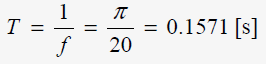 T = 1/f = π/20 = 0.1571 [s]